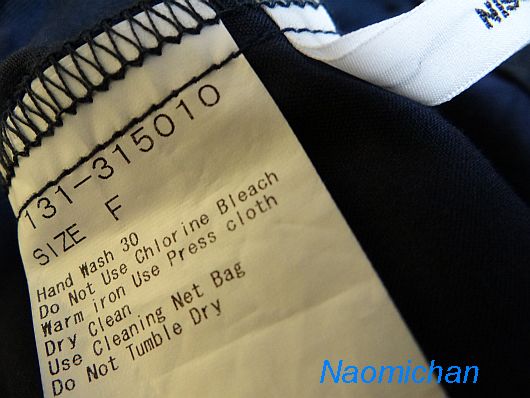 NIS
131-315010
SIZE F
Hand Wash 30
Do Not Use Chlorine Bleach
Warm iron Use Press cloth
Dry Clean
Use Cleaning Net Bag
Do Not Tumble Dry
Naomichan